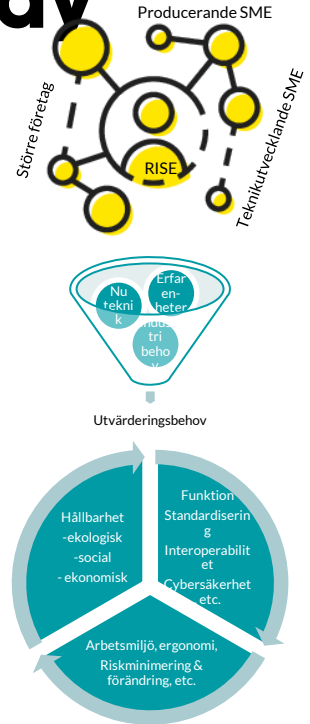 dy
Producerande SME
Större företag
Teknikutvecklande SME
RISE
Nu
tekni
k
Erfar
en-
heter
Indus
tri
beho
v
Utvärderingsbehov
Hållbarhet
-ekologisk
-social
- ekonomisk
Funktion
Standardiserin
g
Interoperabilit
et
Cybersäkerhet
etc.
Arbetsmiljö, ergonomi,
Riskminimering &
förändring, etc.